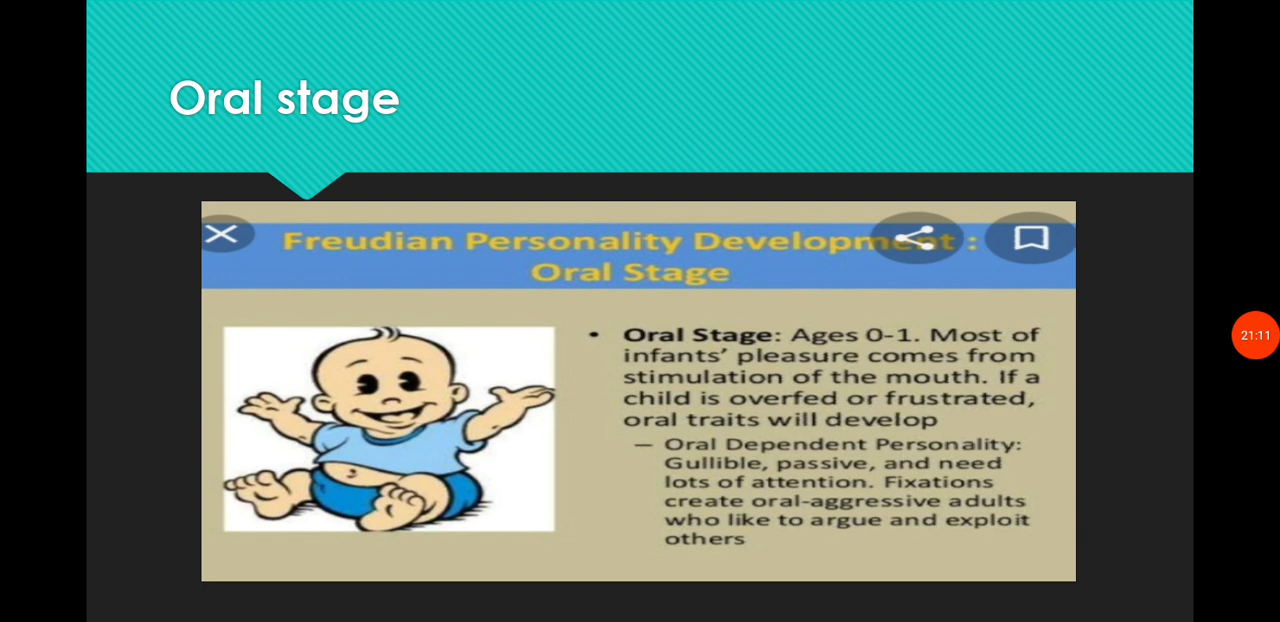 Oral stage
Freudian Personality Development :
Oral Stage
• Oral Stage: Ages 0-1. Most of
infants’ pleasure comes from
stimulation of the mouth. If a
child is overfed or frustrated,
oral traits will develop
– Oral Dependent Personality:
Gullible, passive, and need
lots of attention. Fixations
create oral-aggressive adults
who like to argue and exploit
others
21:11